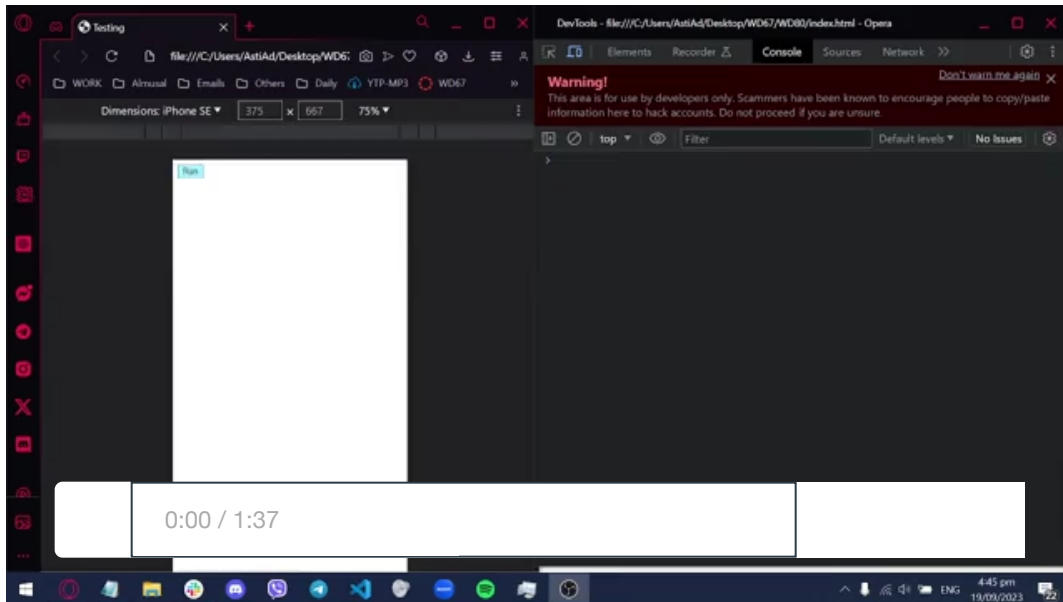 Testing
DevTools - file:///C:/Users/AstiAd/Desktop/WD67/WD80/index.html - Opera
file:///C:/Users/AstiAd/Desktop/WD67
Elements Recorder Console Sources Network
WORK Almusal Emails Others Daily YTP-MP3 WD67
Warning! Don't warn me again
This area is for use by developers only. Scammers have been known to encourage people to copy/paste
information here to hack accounts. Do not proceed if you are unsure.
Dimensions: iPhone SE 375 x 667 75%
top Filter Default levels No Issues
Run
0:00 / 1:37
ENG
4:45 pm
19/09/2023
22